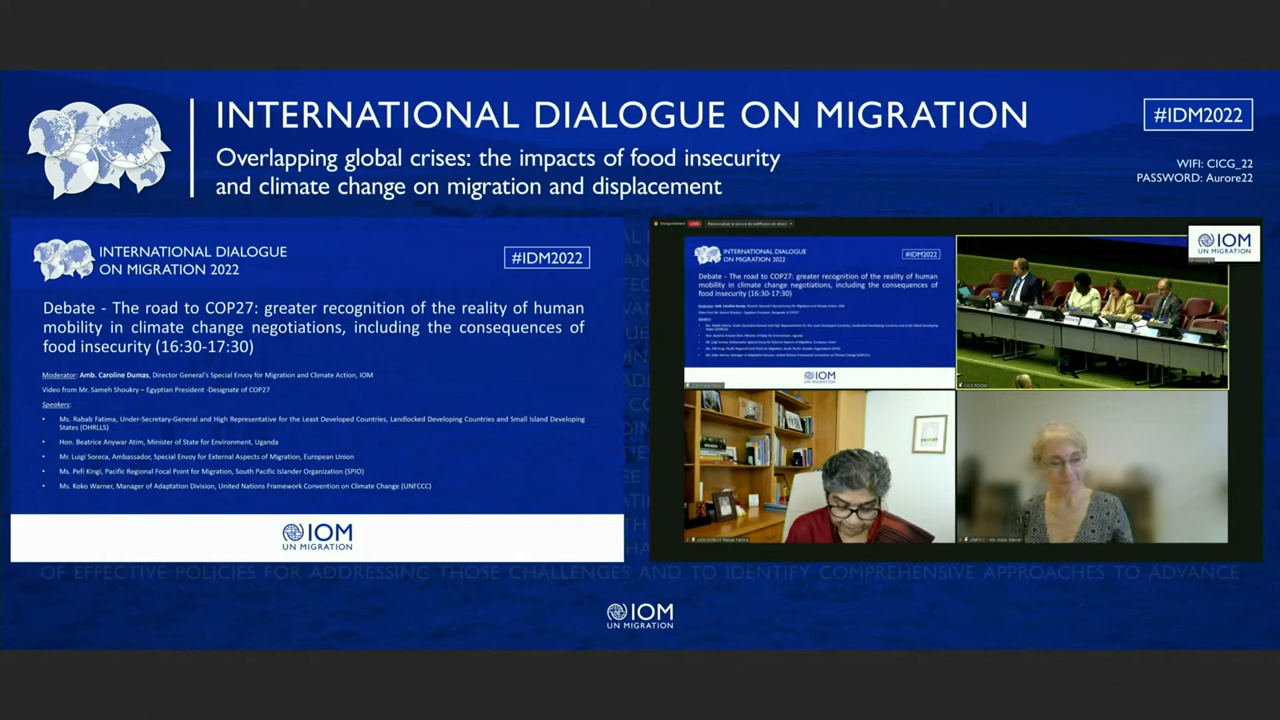 INTERNATIONAL DIALOGUE ON MIGRATION
Overlapping global crises: the impacts of food insecurity
and climate change on migration and displacement
#IDM2022
WIFI: CICG_22
PASSWORD: Aurore22
INTERNATIONAL DIALOGUE
ON MIGRATION 2022
#IDM2022
Debate - The road to COP27: greater recognition of the reality of human
mobility in climate change negotiations, including the consequences of
food insecurity (16:30-17:30)
Moderator: Amb. Caroline Dumas, Director General's Special Envoy for Migration and Climate Action, IOM
Video from Mr. Sameh Shoukry – Egyptian President -Designate of COP27
Speakers:
• Ms. Rabab Fatima, Under-Secretary-General and High Representative for the Least Developed Countries, Landlocked Developing Countries and Small Island Developing
States (OHRLLS)
• Hon. Beatrice Anywar Atim, Minister of State for Environment, Uganda
• Mr. Luigi Soreca, Ambassador, Special Envoy for External Aspects of Migration, European Union
• Ms. Pefi Kingi, Pacific Regional Focal Point for Migration, South Pacific Islander Organization (SPIO)
• Ms. Koko Warner, Manager of Adaptation Division, United Nations Framework Convention on Climate Change (UNFCCC)
IOM
UN MIGRATION
LIVE
INTERNATIONAL DIALOGUE
ON MIGRATION 2022
#IDM2022
Debate - The road to COP27: greater recognition of the reality of human
mobility in climate change negotiations, including the consequences of
food insecurity (16:30-17:30)
IOM
UN MIGRATION
IOM
UN MIGRATION
OF EFFECTIVE POLICIES FOR ADDRESSING THOSE CHALLENGES AND TO IDENTIFY COMPREHENSIVE APPROACHES TO ADVANCE
IOM
UN MIGRATION